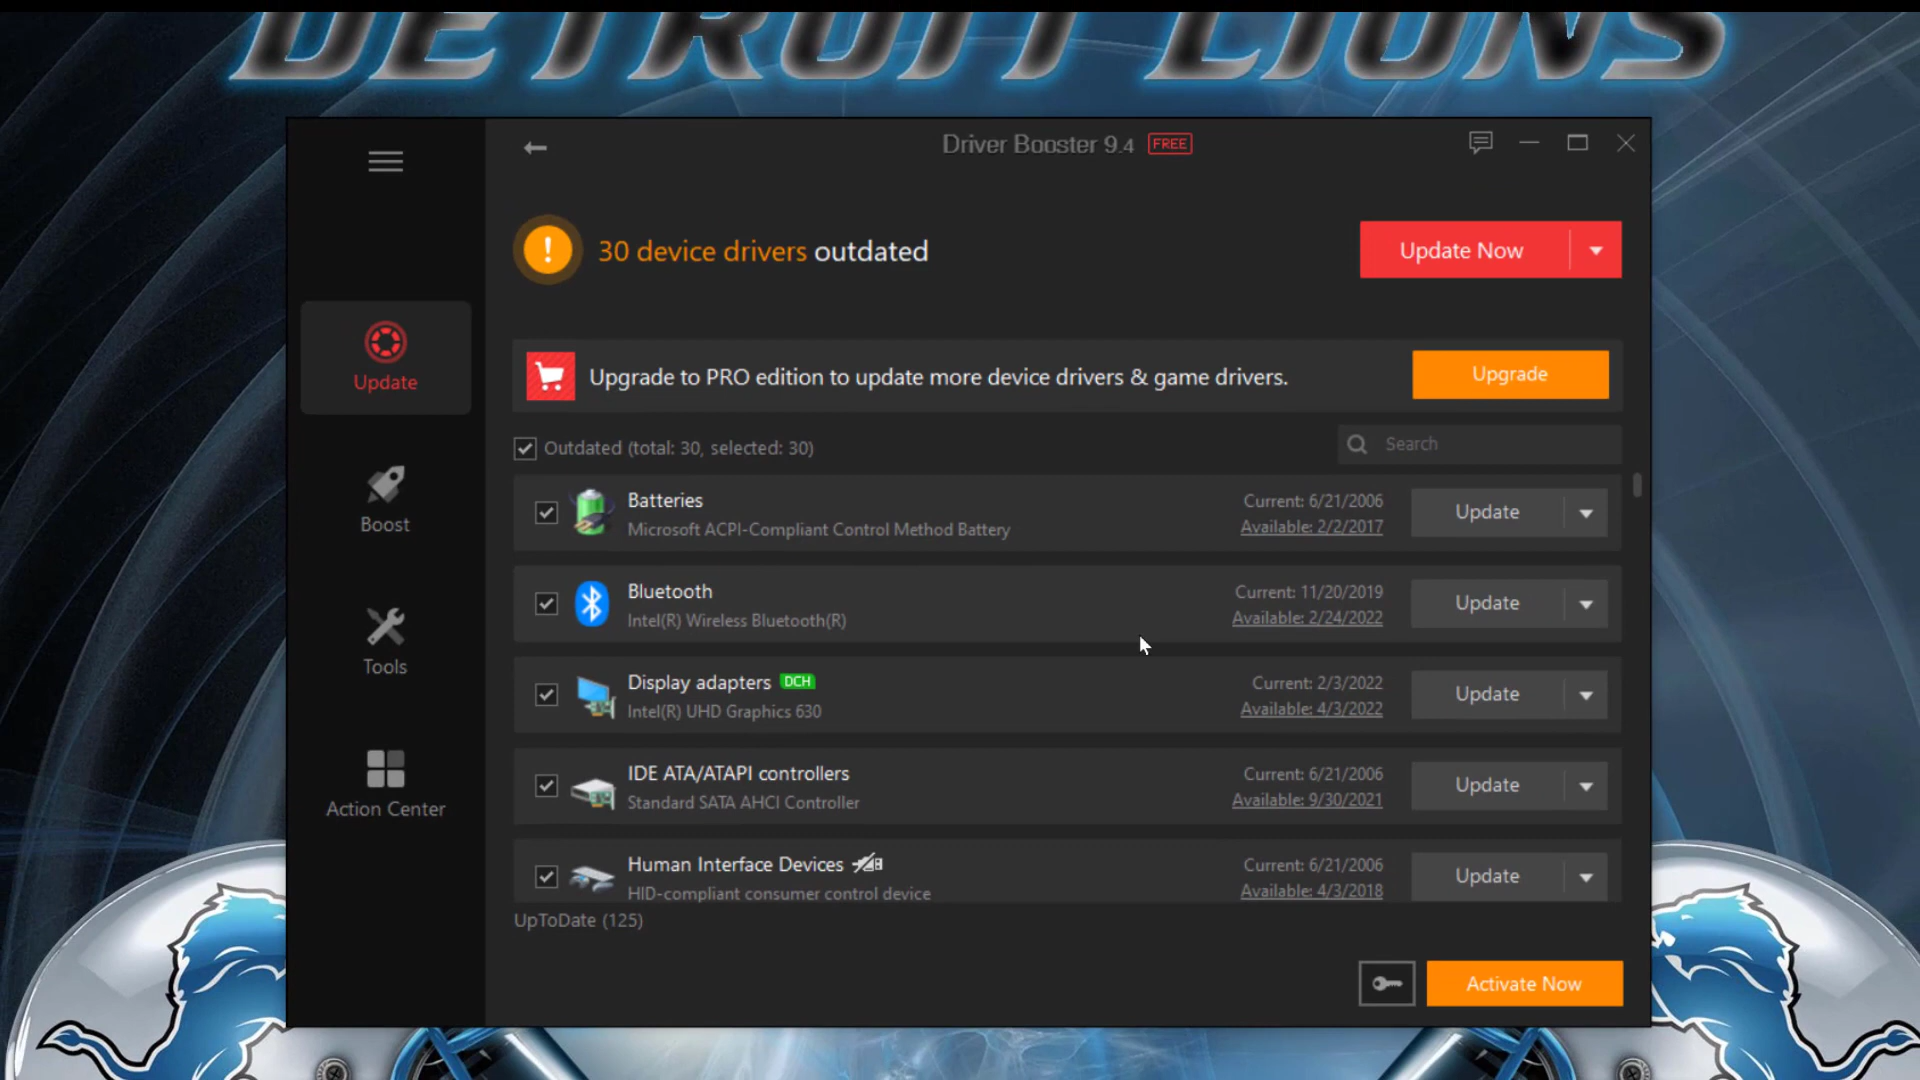 DETROIT LIONS
Driver Booster 9.4 FREE
30 device drivers outdated
Update Now
Upgrade to PRO edition to update more device drivers & game drivers.
Upgrade
Update
Boost
Tools
Action Center
Outdated (total: 30, selected: 30)
Search
Batteries
Microsoft ACPI-Compliant Control Method Battery
Current: 6/21/2006
Available: 2/2/2017
Update
Bluetooth
Intel(R) Wireless Bluetooth(R)
Current: 11/20/2019
Available: 2/24/2022
Update
Display adapters DCH
Intel(R) UHD Graphics 630
Current: 2/3/2022
Available: 4/3/2022
Update
IDE ATA/ATAPI controllers
Standard SATA AHCI Controller
Current: 6/21/2006
Available: 9/30/2021
Update
Human Interface Devices
HID-compliant consumer control device
Current: 6/21/2006
Available: 4/3/2018
Update
UpToDate (125)
Activate Now